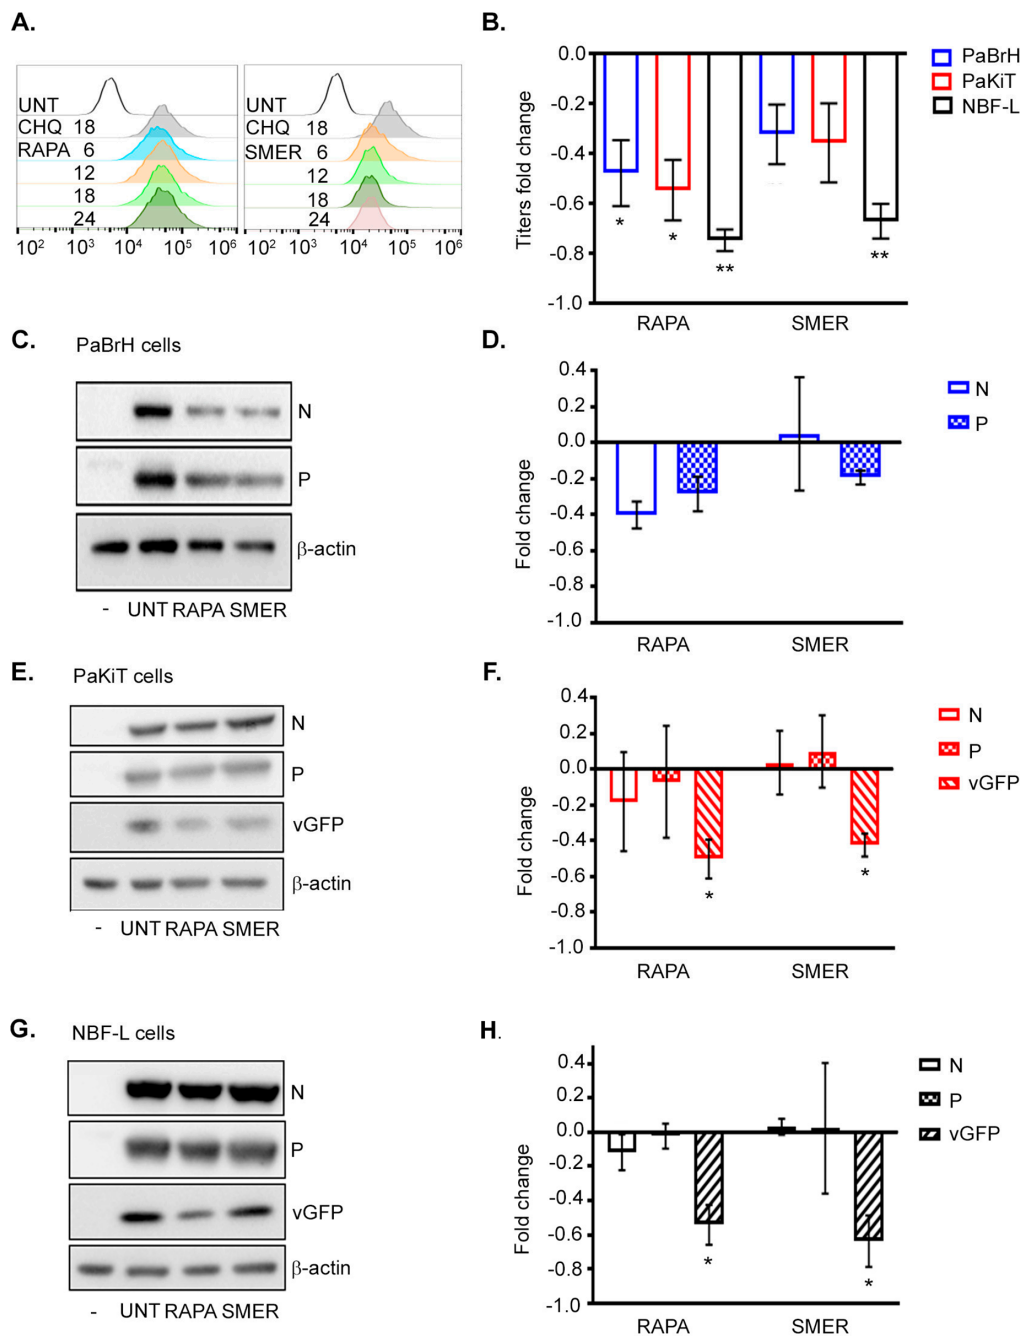 A.
UNT
CHQ 18
RAPA 6
12
18
24
10² 10³ 10⁴ 10⁵ 10⁶
UNT
CHQ 18
SMER 6
12
18
24
10² 10³ 10⁴ 10⁵ 10⁶
B.
Titers fold change
0.0
-0.2
-0.4
-0.6
-0.8
-1.0
* * ** **
RAPA SMER
PaBrH
PaKiT
NBF-L
C. PaBrH cells
N
P
β-actin
- UNT RAPA SMER
D.
Fold change
0.4
0.2
0.0
-0.2
-0.4
-0.6
-0.8
-1.0
RAPA SMER
N
P
E. PaKiT cells
N
P
vGFP
β-actin
- UNT RAPA SMER
F.
Fold change
0.4
0.2
0.0
-0.2
-0.4
-0.6
-0.8
-1.0
* *
RAPA SMER
N
P
vGFP
G. NBF-L cells
N
P
vGFP
β-actin
- UNT RAPA SMER
H.
Fold change
0.4
0.2
0.0
-0.2
-0.4
-0.6
-0.8
-1.0
* *
RAPA SMER
N
P
vGFP